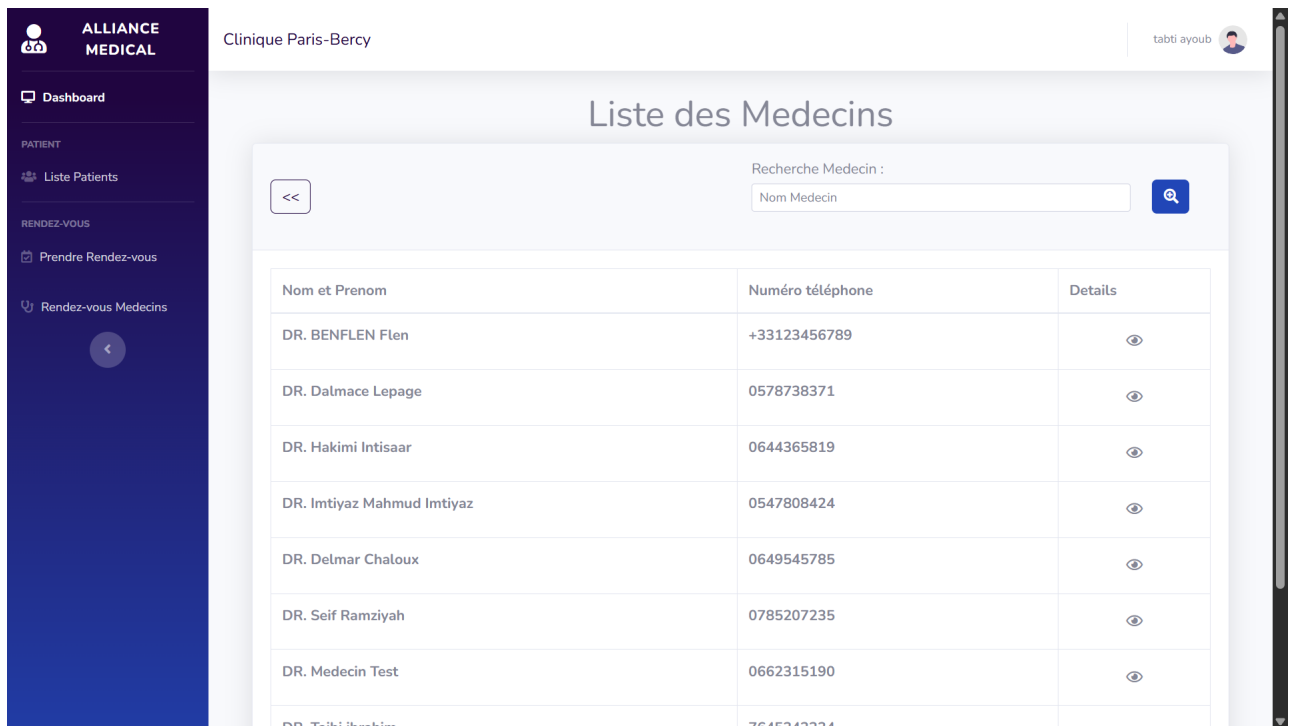 ALLIANCE
MEDICAL
Clinique Paris-Bercy
tabti ayoub
Dashboard
PATIENT
Liste Patients
RENDEZ-VOUS
Prendre Rendez-vous
Rendez-vous Medecins
Liste des Medecins
Recherche Medecin :
<<
Nom Medecin
Nom et Prenom Numéro téléphone Details
DR. BENFLEN Flen +33123456789
DR. Dalmace Lepage 0578738371
DR. Hakimi Intisaar 0644365819
DR. Imtiyaz Mahmud Imtiyaz 0547808424
DR. Delmar Chaloux 0649545785
DR. Seif Ramziyah 0785207235
DR. Medecin Test 0662315190